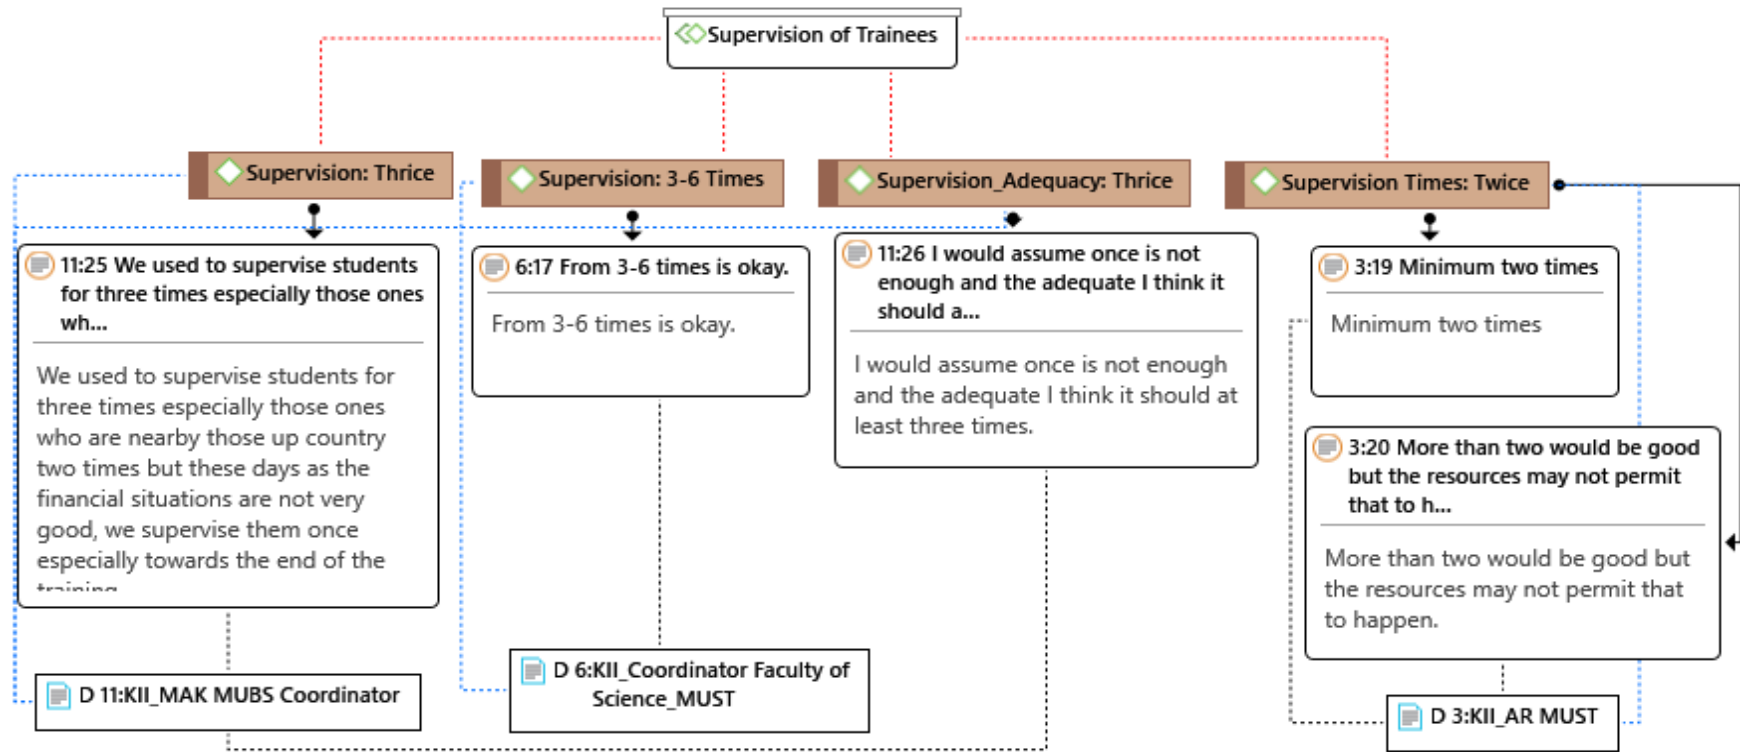 Supervision of Trainees
Supervision: Thrice
Supervision: 3-6 Times
Supervision_Adequacy: Thrice
Supervision Times: Twice
11:25 We used to supervise students
for three times especially those ones
wh...
We used to supervise students for
three times especially those ones
who are nearby those up country
two times but these days as the
financial situations are not very
good, we supervise them once
especially towards the end of the
training
6:17 From 3-6 times is okay.
From 3-6 times is okay.
11:26 I would assume once is not
enough and the adequate I think it
should a...
I would assume once is not enough
and the adequate I think it should at
least three times.
3:19 Minimum two times
Minimum two times
3:20 More than two would be good
but the resources may not permit
that to h...
More than two would be good but
the resources may not permit that
to happen.
D 11:KII_MAK MUBS Coordinator
D 6:KII_Coordinator Faculty of
Science_MUST
D 3:KII_AR MUST